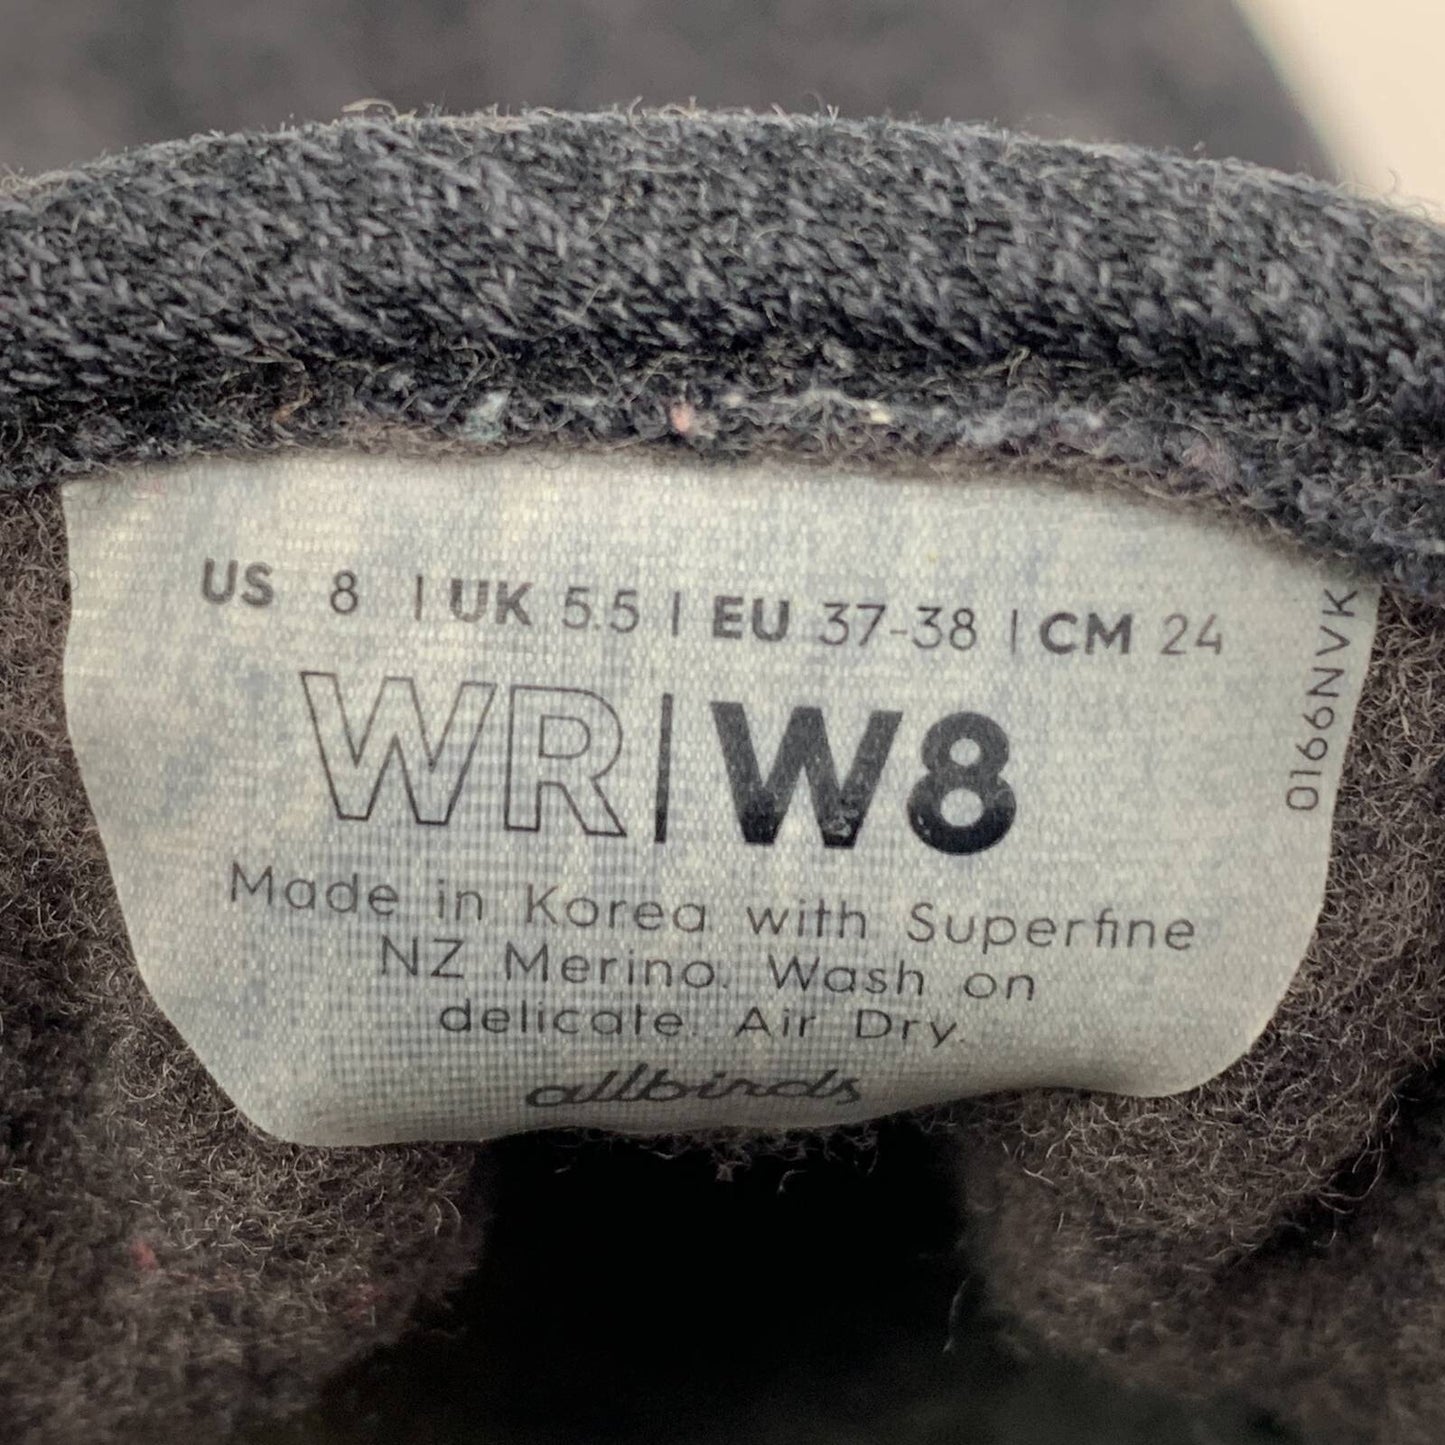 US 8 | UK 5.5 | EU 37-38 | CM 24
WR|W8
Made in Korea with Superfine
NZ Merino. Wash on
delicate. Air Dry.
allbirds
0166NVK